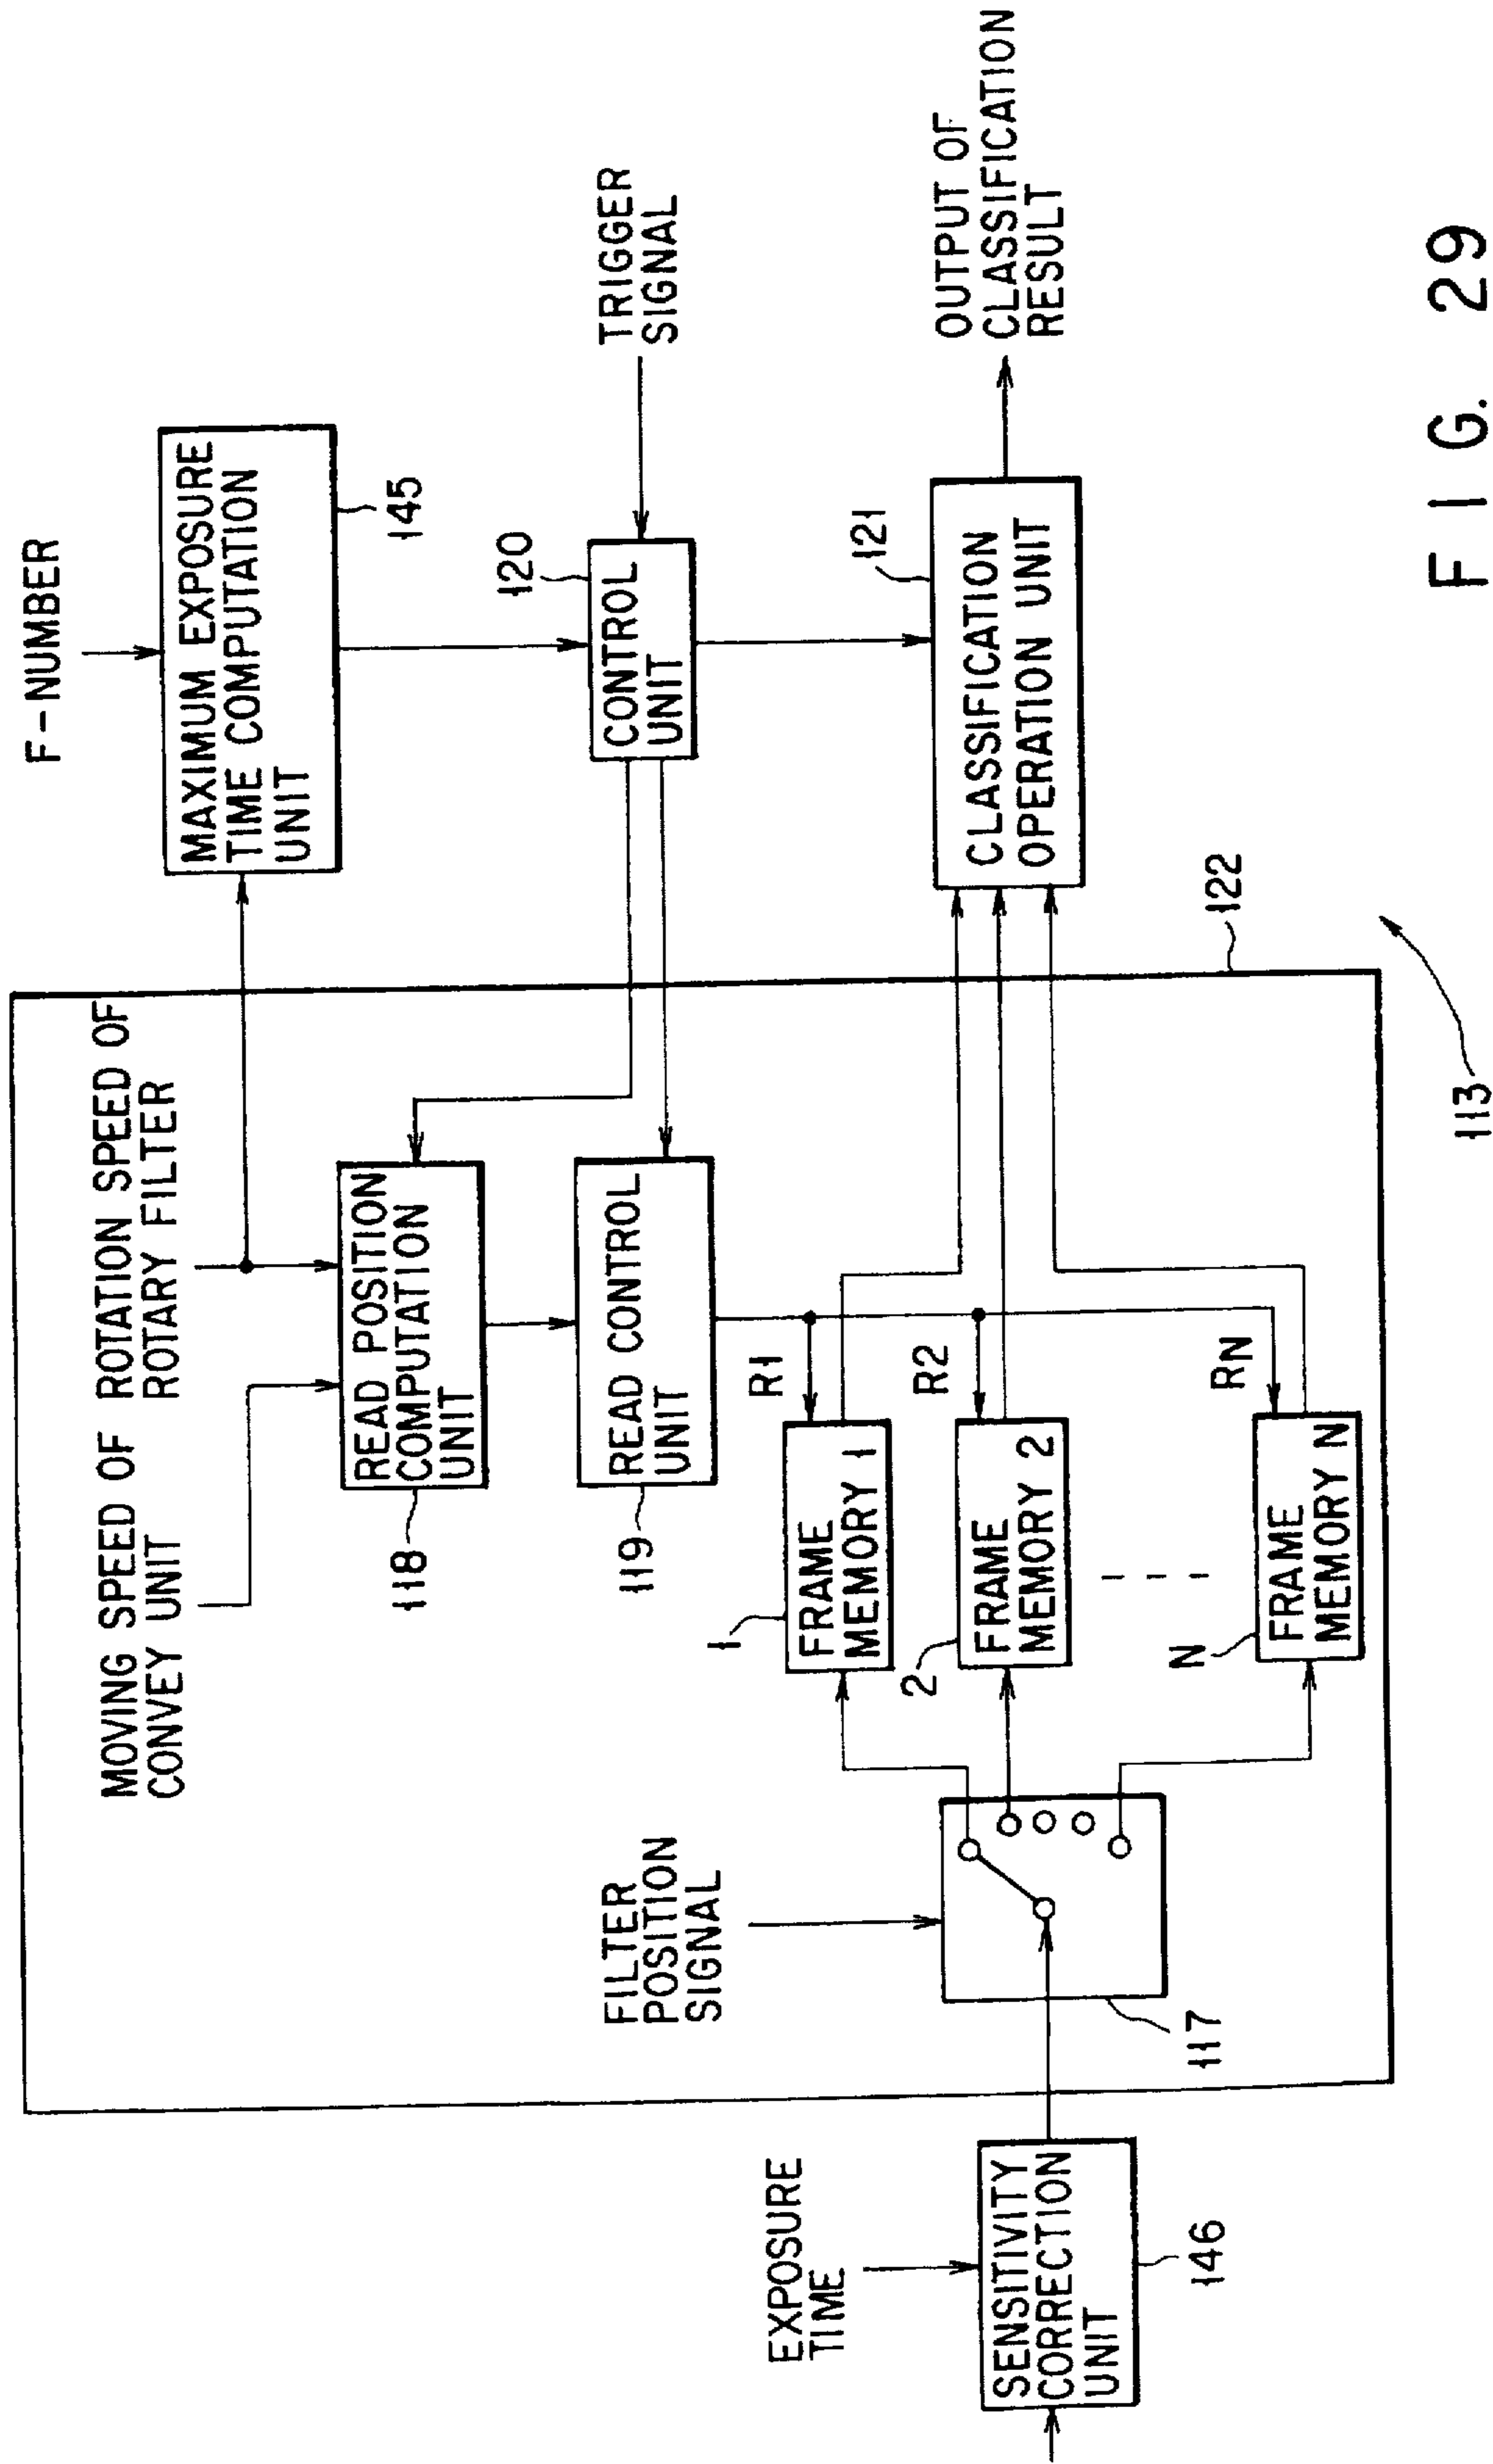 F-NUMBER
MAXIMUM EXPOSURE
TIME COMPUTATION
UNIT
145
MOVING SPEED OF
CONVEY UNIT
ROTATION SPEED OF
ROTARY FILTER
READ POSITION
COMPUTATION
UNIT
118
120
CONTROL
UNIT
TRIGGER
SIGNAL
READ CONTROL
UNIT
119
FILTER
POSITION
SIGNAL
R1
1
FRAME
MEMORY 1
R2
2
FRAME
MEMORY 2
RN
N
FRAME
MEMORY N
121
CLASSIFICATION
OPERATION UNIT
OUTPUT OF
CLASSIFICATION
RESULT
EXPOSURE
TIME
SENSITIVITY
CORRECTION
UNIT
146
117
122
113
FIG. 29